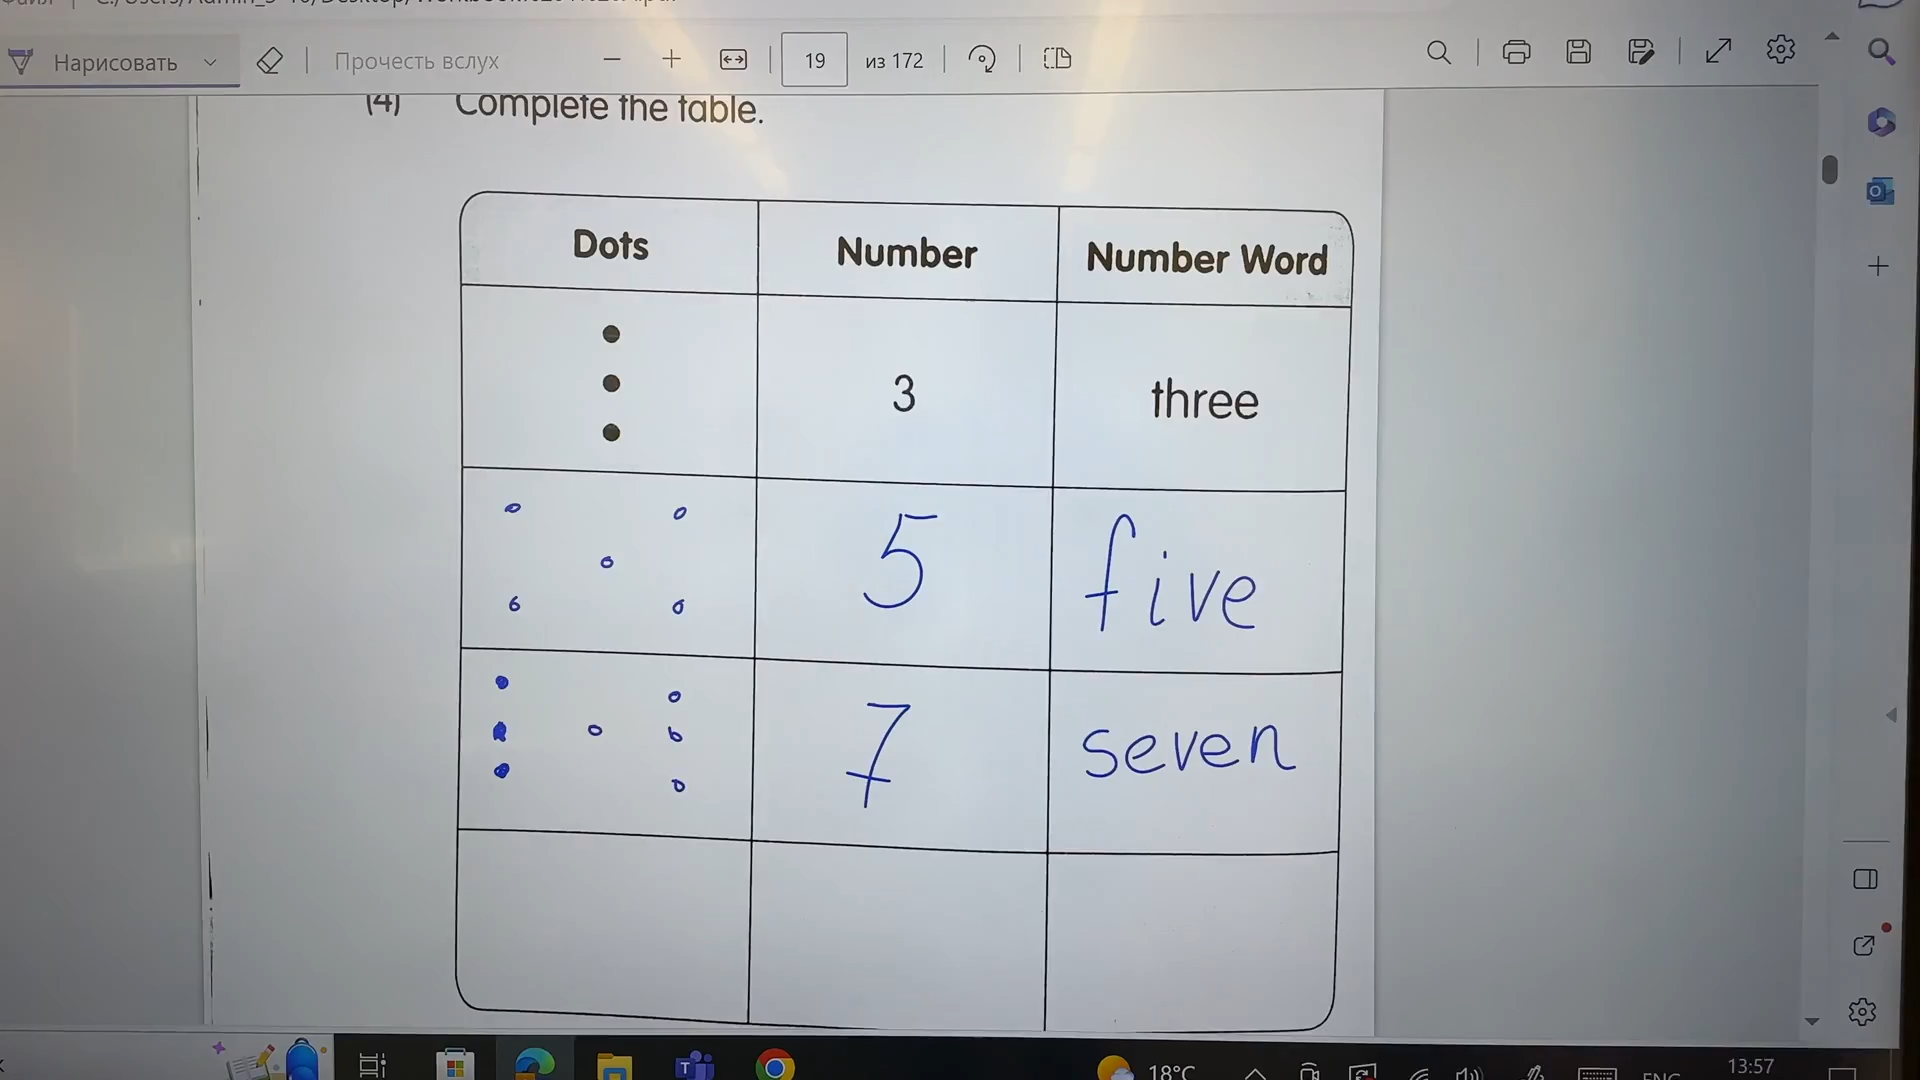 Нарисовать
Прочесть вслух
19
из 172
(4) Complete the table.
Dots Number Number Word
3 three
5 five
7 seven
18°C
13:57